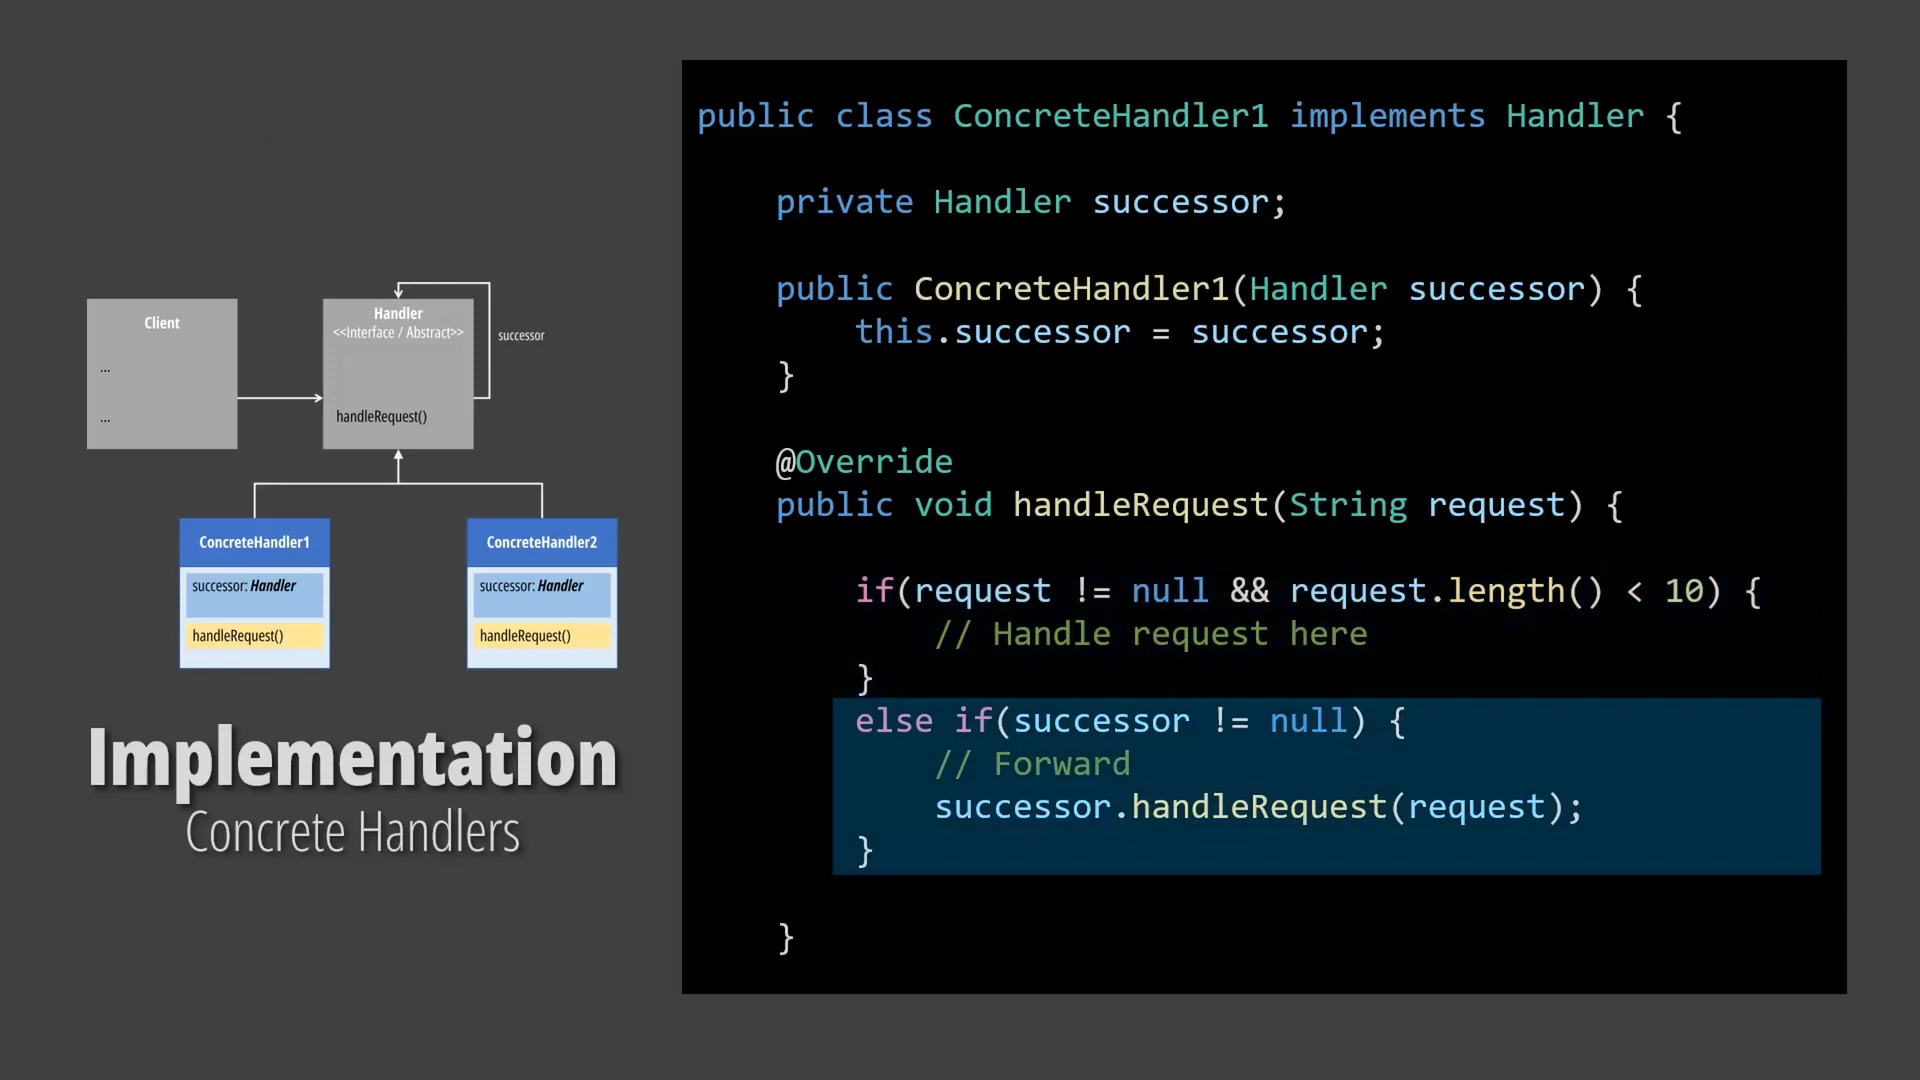 Client
...
...
Handler
<<Interface / Abstract>>
handleRequest()
successor
ConcreteHandler1
successor: Handler
handleRequest()
ConcreteHandler2
successor: Handler
handleRequest()
Implementation
Concrete Handlers
public class ConcreteHandler1 implements Handler {
private Handler successor;
public ConcreteHandler1(Handler successor) {
this.successor = successor;
}
@Override
public void handleRequest(String request) {
if(request != null && request.length() < 10) {
// Handle request here
}
else if(successor != null) {
// Forward
successor.handleRequest(request);
}
}